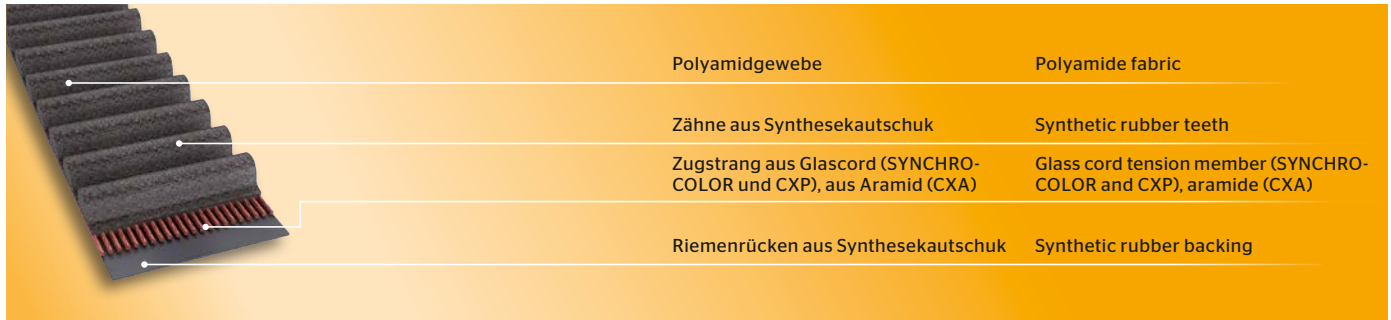 Polyamidgewebe
Polyamide fabric
Zähne aus Synthesekautschuk
Synthetic rubber teeth
Zugstrang aus Glascord (SYNCHRO-
COLOR und CXP), aus Aramid (CXA)
Glass cord tension member (SYNCHRO-
COLOR and CXP), aramide (CXA)
Riemenrücken aus Synthesekautschuk
Synthetic rubber backing